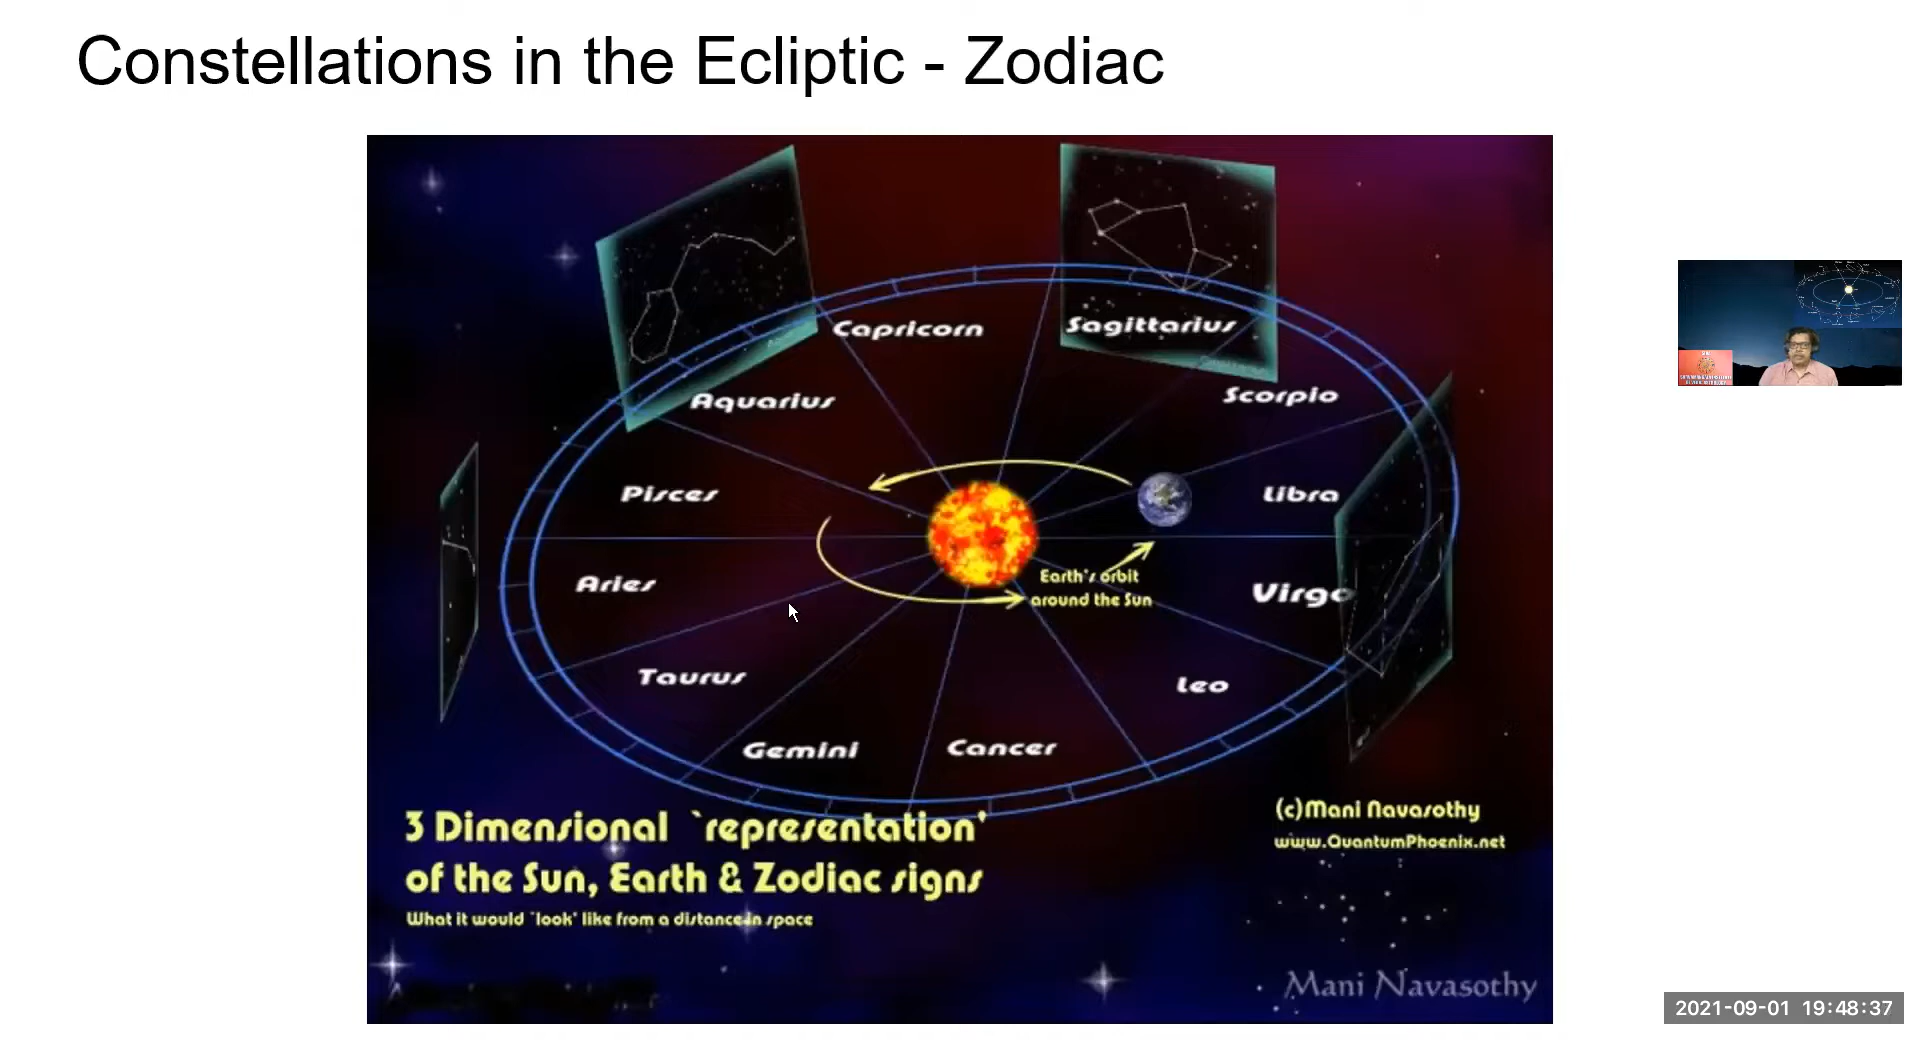 Constellations in the Ecliptic - Zodiac
Capricorn
Sagittarius
Aquarius
Scorpio
Pisces
Libra
Earth's orbit
around the Sun
Aries
Virgo
Taurus
Leo
Gemini
Cancer
3 Dimensional `representation'
of the Sun, Earth & Zodiac signs
What it would `look' like from a distance in space
(c)Mani Navasothy
www.QuantumPhoenix.net
Mani Navasothy
2021-09-01 19:48:37